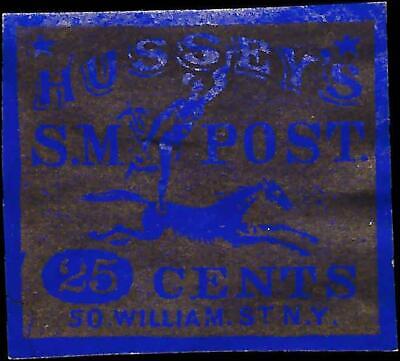 HUSSEY'S
S.M. POST.
25 CENTS
50. WILLIAM. ST. N.Y.